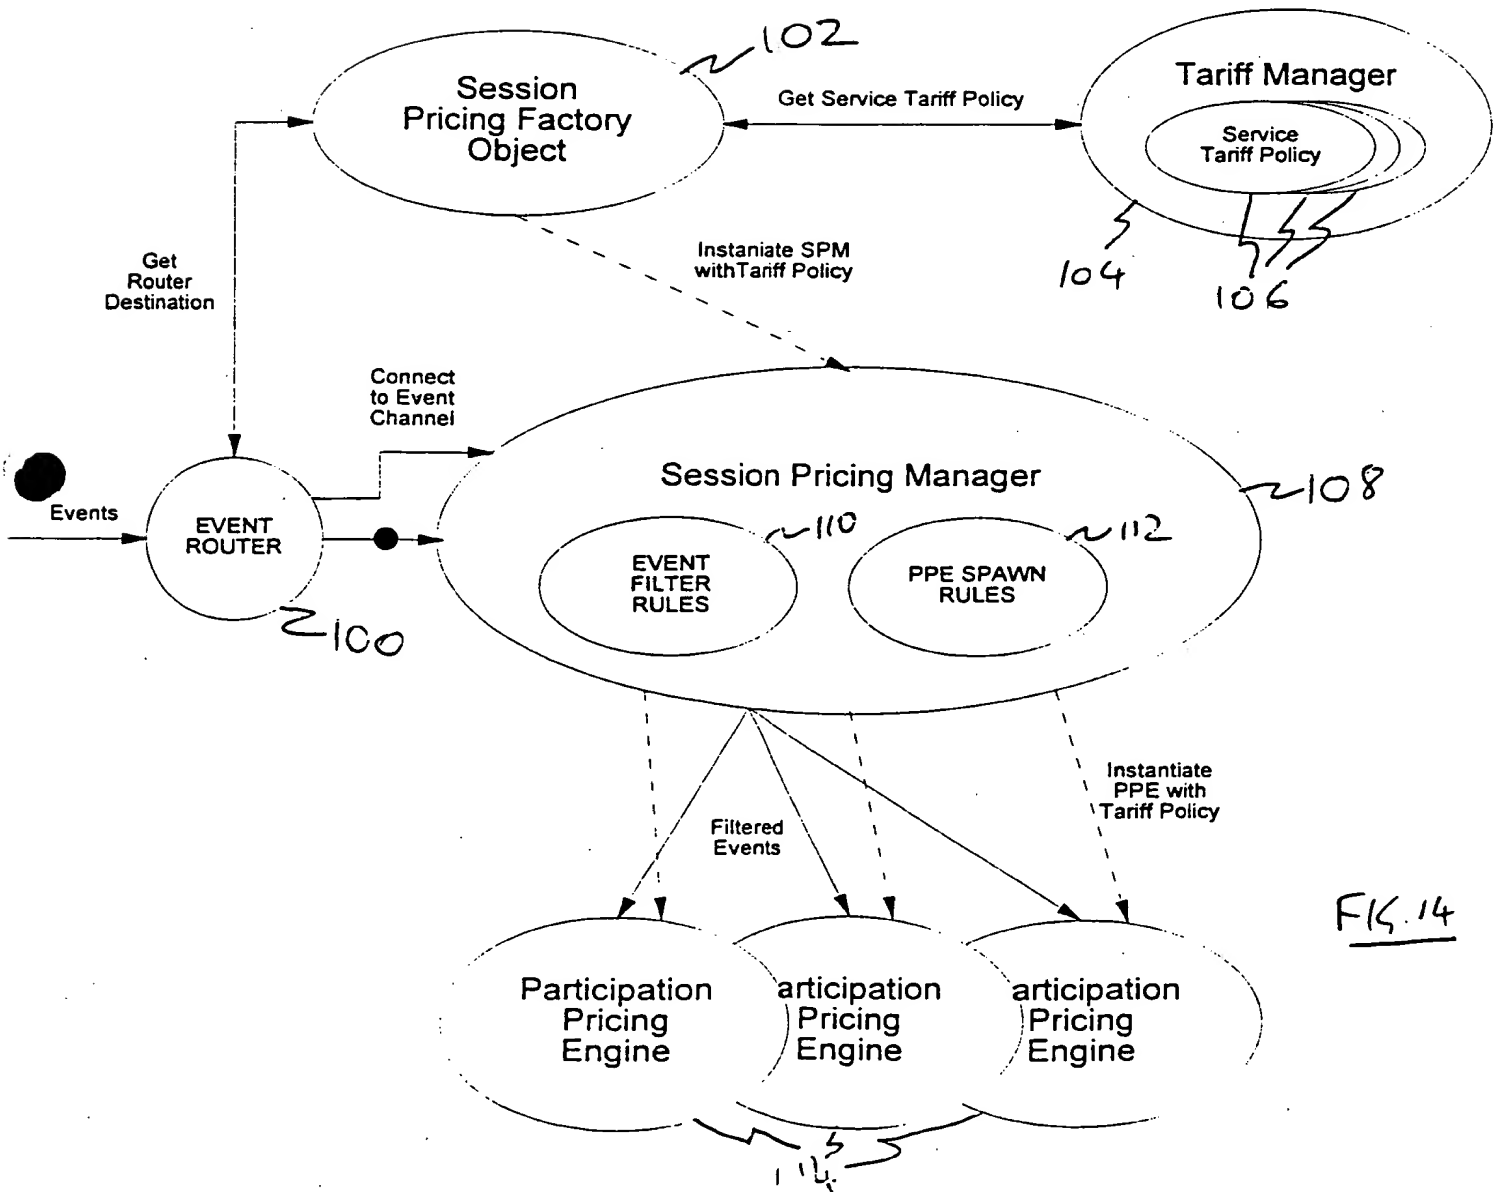 102
Session
Pricing Factory
Object
Get Service Tariff Policy
Tariff Manager
Service
Tariff Policy
104
106
Get
Router
Destination
Instaniate SPM
withTariff Policy
Connect
to Event
Channel
Events
EVENT
ROUTER
100
Session Pricing Manager
108
EVENT
FILTER
RULES
110
PPE SPAWN
RULES
112
Filtered
Events
Instantiate
PPE with
Tariff Policy
Participation
Pricing
Engine
articipation
Pricing
Engine
articipation
Pricing
Engine
114
FIG.14